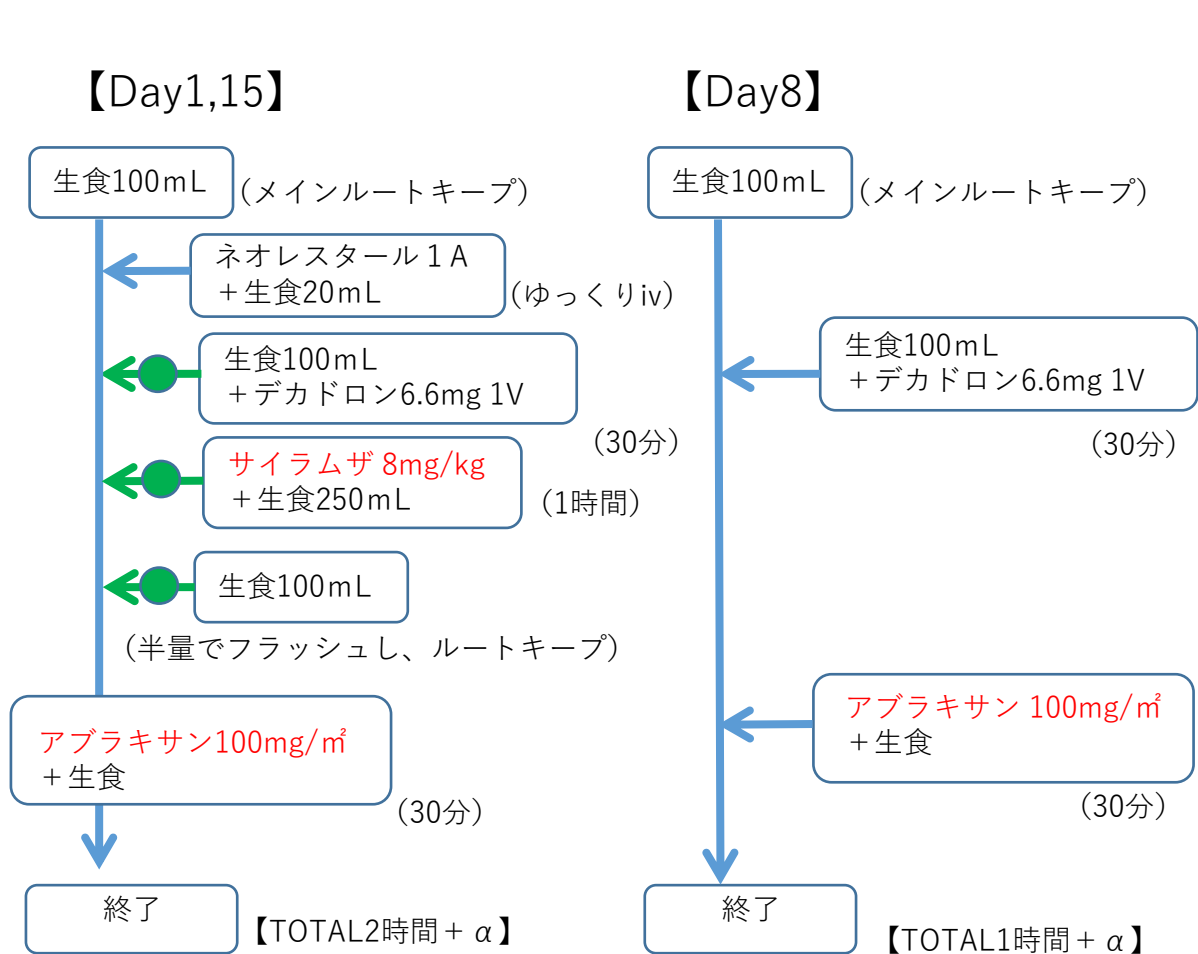 【Day1,15】
生食100mL
(メインルートキープ)
ネオレスタール1A
+生食20mL
(ゆっくりiv)
生食100mL
+デカドロン6.6mg 1V
(30分)
サイラムザ 8mg/kg
+生食250mL
(1時間)
生食100mL
(半量でフラッシュし、ルートキープ)
アブラキサン100mg/㎡
+生食
(30分)
終了
【TOTAL2時間+α】
【Day8】
生食100mL
(メインルートキープ)
生食100mL
+デカドロン6.6mg 1V
(30分)
アブラキサン 100mg/㎡
+生食
(30分)
終了
【TOTAL1時間+α】